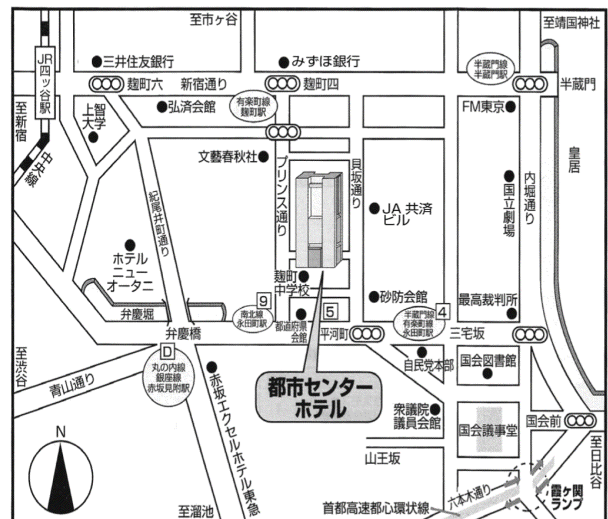 至市ヶ谷
至靖国神社
三井住友銀行
みずほ銀行
JR
四ッ谷駅
半蔵門線
半蔵門駅
麹町六
新宿通り
麹町四
半蔵門
至新宿
上智
大学
弘済会館
有楽町線
麹町駅
FM東京
中央線
文藝春秋社
プリンス通り
貝坂通り
皇居
紀尾井町通り
JA 共済
ビル
国立劇場
内堀通り
ホテル
ニュー
オータニ
麹町
中学校
砂防会館
最高裁判所
弁慶堀
弁慶橋
9
南北線
永田町駅
都道府県
会館
5
平河町
4
半蔵門線
有楽町線
永田町駅
三宅坂
至渋谷
青山通り
D
丸の内線
銀座線
赤坂見附駅
自民党本部
国会図書館
赤坂エクセルホテル東急
都市センター
ホテル
衆議院
議員会館
国会議事堂
国会前
至日比谷
N
山王坂
六本木通り
霞ヶ関
ランプ
至溜池
首都高速都心環状線